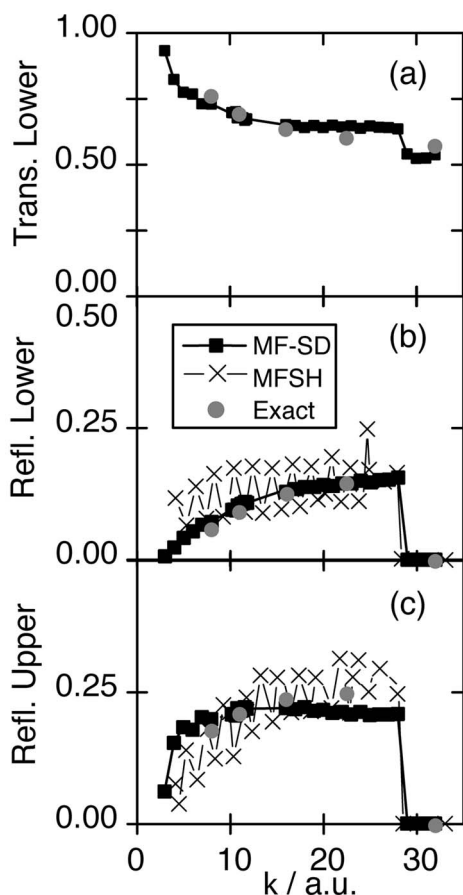 1.00
(a)
Trans. Lower
0.50
0.00
0.50
(b)
MF-SD
MFSH
Exact
Refl. Lower
0.25
0.00
(c)
Refl. Upper
0.25
0.00
0 10 20 30
k / a.u.